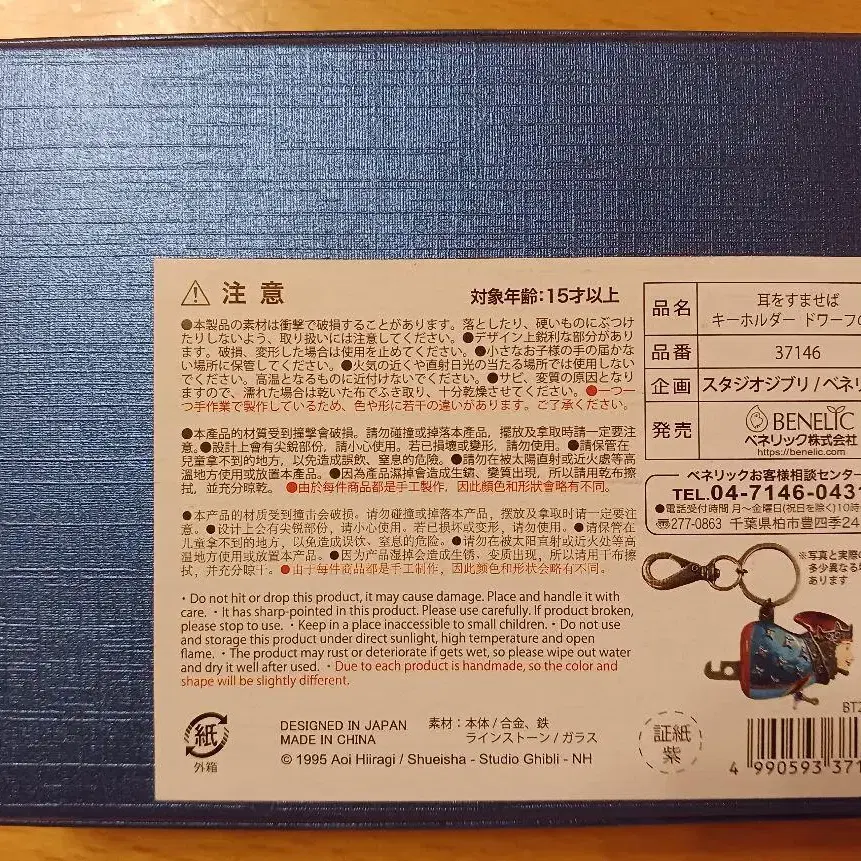 注意
対象年齢：15才以上
●本製品の素材は衝撃で破損することがあります。落としたり、硬いものにぶつけ
たりしないよう、取り扱いには注意してください。●デザイン上鋭利な部分があり
ます。破損、変形した場合は使用を止めてください。●小さなお子様の手の届かな
い場所に保管してください。●火気の近くや直射日光の当たる場所では使用しない
でください。高温となるものに近付けないでください。●サビ、変質の原因となり
ますので、濡れた場合は乾いた布でふき取り、十分乾燥させてください。●一つ一
つ手作業で製作しているため、色や形に若干の違いがあります。ご了承ください。
●本產品的材質受到撞擊會破損。請勿碰撞或掉落本產品，擺放及拿取時請一定要注
意。●設計上會有尖銳部份，請小心使用。若已損壞或變形，請勿使用。●請保管在
兒童拿不到的地方，以免造成誤飲、窒息的危險。●請勿在被太陽直射或近火處等高
溫地方使用或放置本產品。●因為產品濕掉會造成生鏽、變質出現，所以請用乾布擦
拭，並充分晾乾。●由於每件商品都是手工製作，因此顏色和形狀會略有不同。
●本产品的材质受到撞击会破损。请勿碰撞或掉落本产品，摆放及拿取时请一定要注
意。●设计上会有尖锐部份，请小心使用。若已损坏或变形，请勿使用。●请保管在
儿童拿不到的地方，以免造成误饮、窒息的危险。●请勿在被太阳直射或近火处等高
温地方使用或放置本产品。●因为产品湿掉会造成生锈、变质出现，所以请用干布擦
拭，并充分晾干。●由于每件商品都是手工制作，因此颜色和形状会略有不同。
・Do not hit or drop this product, it may cause damage. Place and handle it with
care. ・It has sharp-pointed in this product. Please use carefully. If product broken,
please stop to use. ・Keep in a place inaccessible to small children. ・Do not use
and storage this product under direct sunlight, high temperature and open
flame. ・The product may rust or deteriorate if gets wet, so please wipe out water
and dry it well after used. ・Due to each product is handmade, so the color and
shape will be slightly different.
紙
外箱
DESIGNED IN JAPAN
MADE IN CHINA
素材：本体/合金、鉄
ラインストーン/ガラス
© 1995 Aoi Hiiragi / Shueisha - Studio Ghibli - NH
証紙
紫
品名
耳をすませば
キーホルダー ドワーフの
品番
37146
企画
スタジオジブリ/ベネリ
発売
BENELIC
ベネリック株式会社
https://benelic.com
ベネリックお客様相談センター
TEL.04-7146-0431
●電話受付時間 月〜金曜日(祝日を除く)10時
〒277-0863 千葉県柏市豊四季24
※写真と実際の
多少異なる場
あります
BT2
4 990593 371